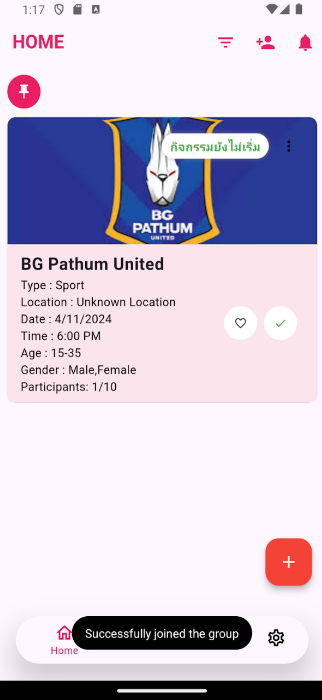 1:17
HOME
กิจกรรมยังไม่เริ่ม
BG
PATHUM
UNITED
BG Pathum United
Type : Sport
Location : Unknown Location
Date : 4/11/2024
Time : 6:00 PM
Age : 15-35
Gender : Male,Female
Participants: 1/10
Successfully joined the group
Home